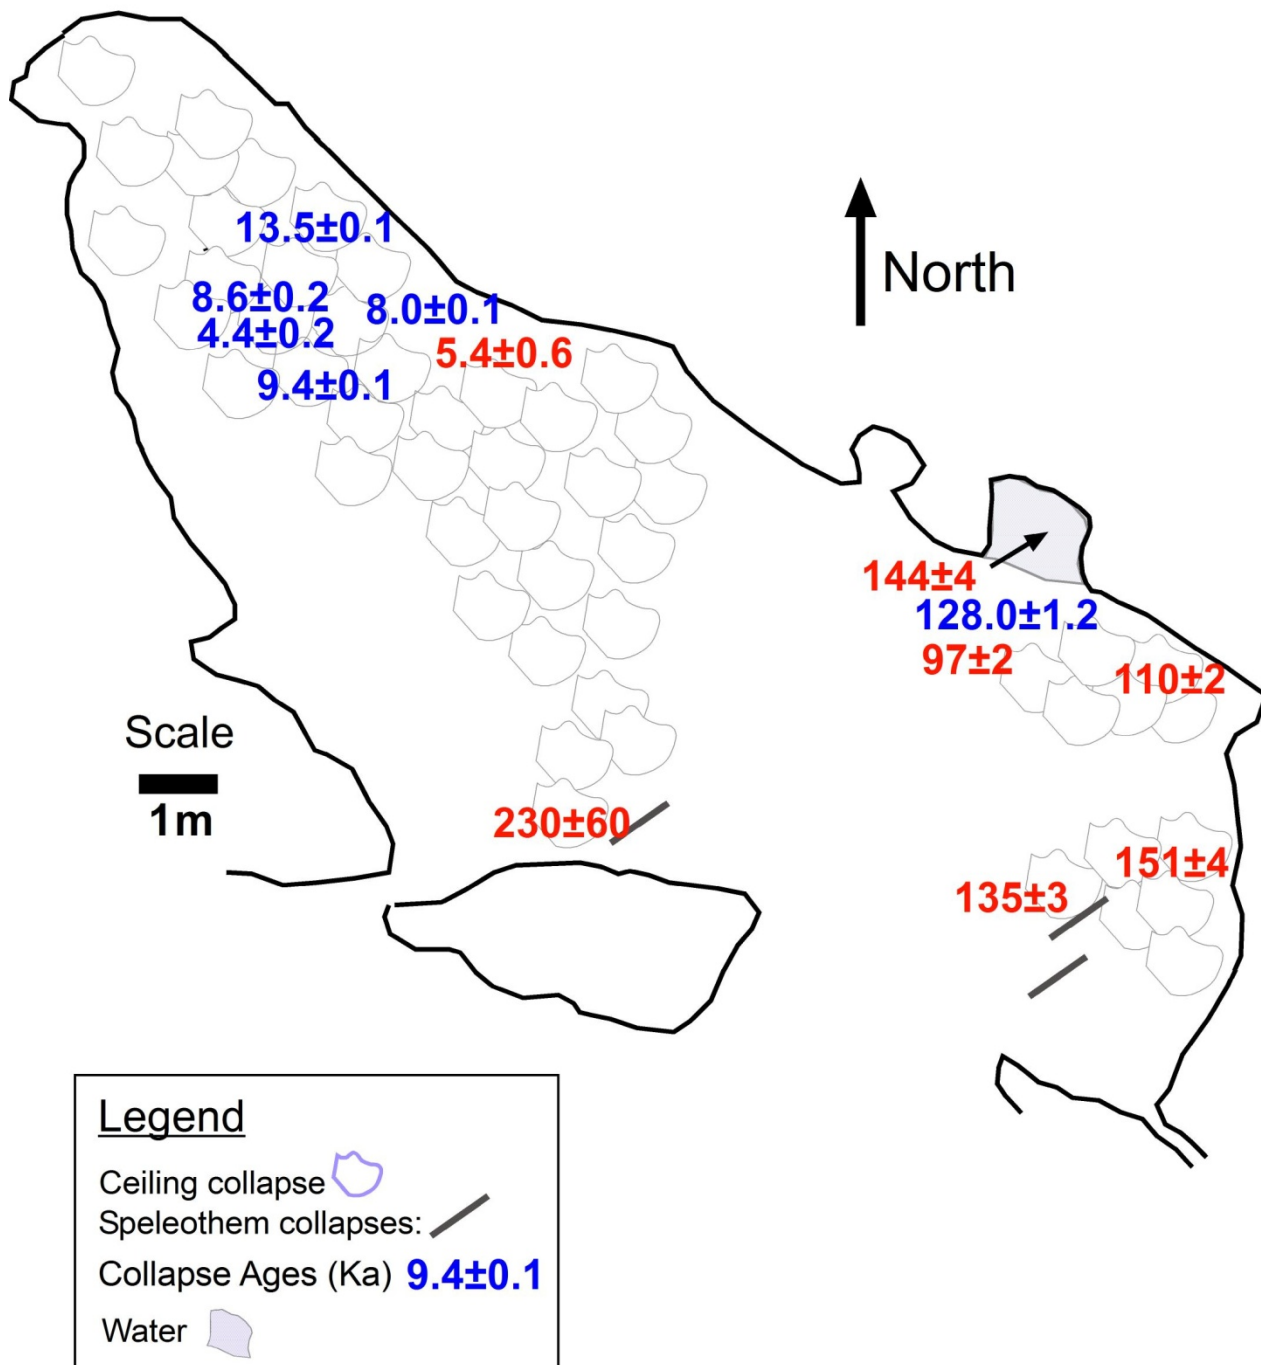 13.5±0.1
North
8.6±0.2
8.0±0.1
4.4±0.2
5.4±0.6
9.4±0.1
144±4
128.0±1.2
97±2
110±2
Scale
1m
230±60
151±4
135±3
Legend
Ceiling collapse
Speleothem collapses:
Collapse Ages (Ka) 9.4±0.1
Water